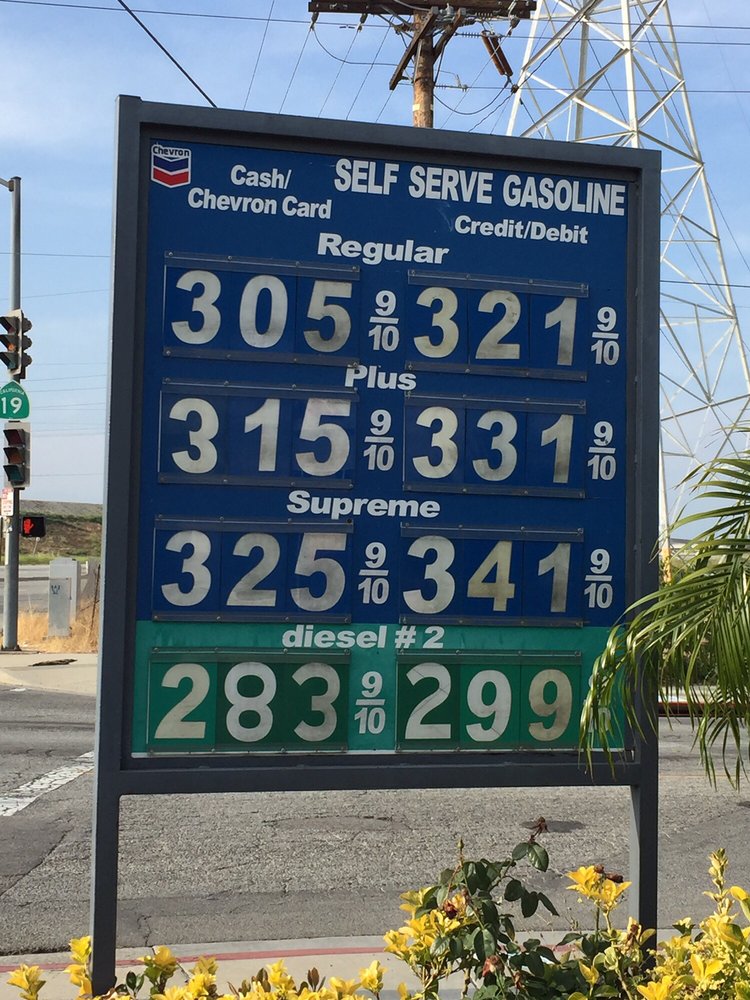 Chevron
Cash/
Chevron Card
SELF SERVE GASOLINE
Credit/Debit
Regular
305 9/10 321 9/10
Plus
315 9/10 331 9/10
Supreme
325 9/10 341 9/10
diesel # 2
283 9/10 299
19